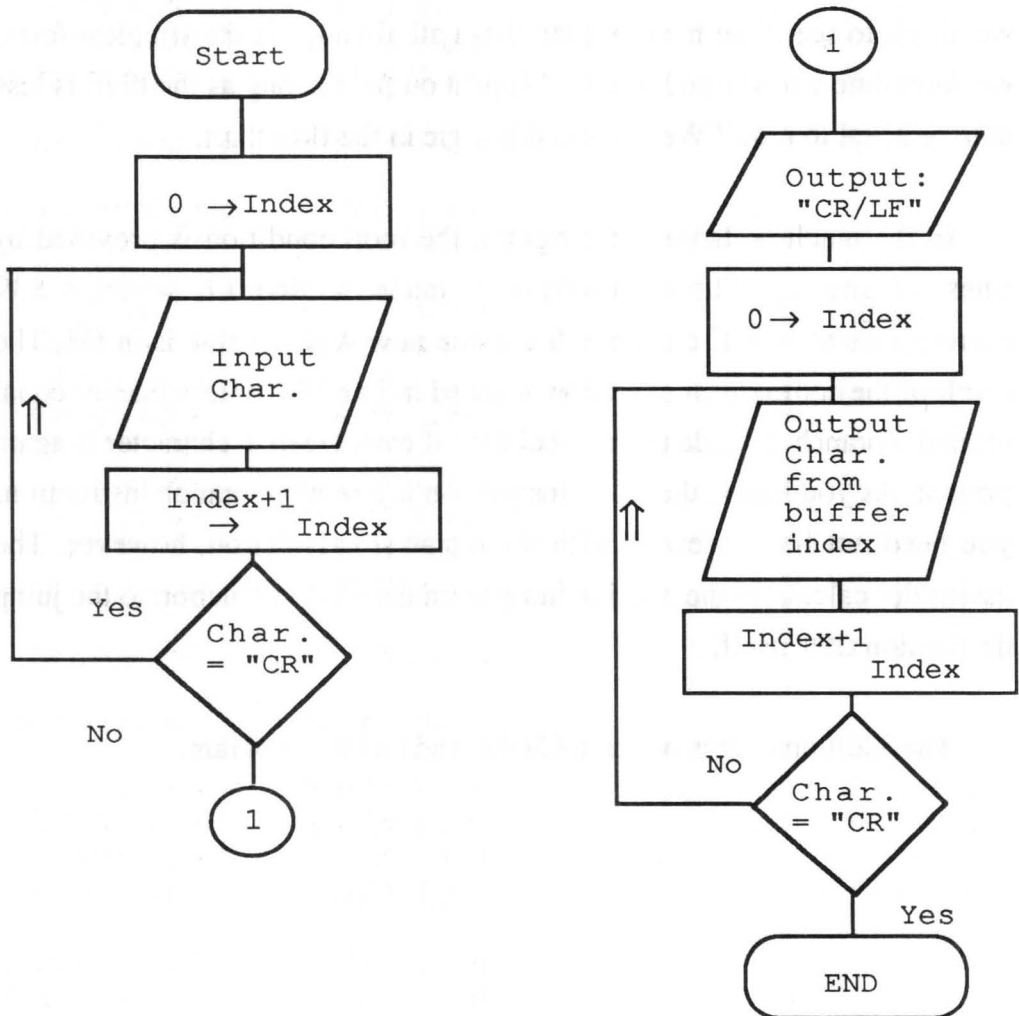 Start
0 → Index
Input
Char.
Index+1
→ Index
Yes
Char.
= "CR"
No
1
1
Output:
"CR/LF"
0→ Index
Output
Char.
from
buffer
index
Index+1
Index
No
Char.
= "CR"
Yes
END